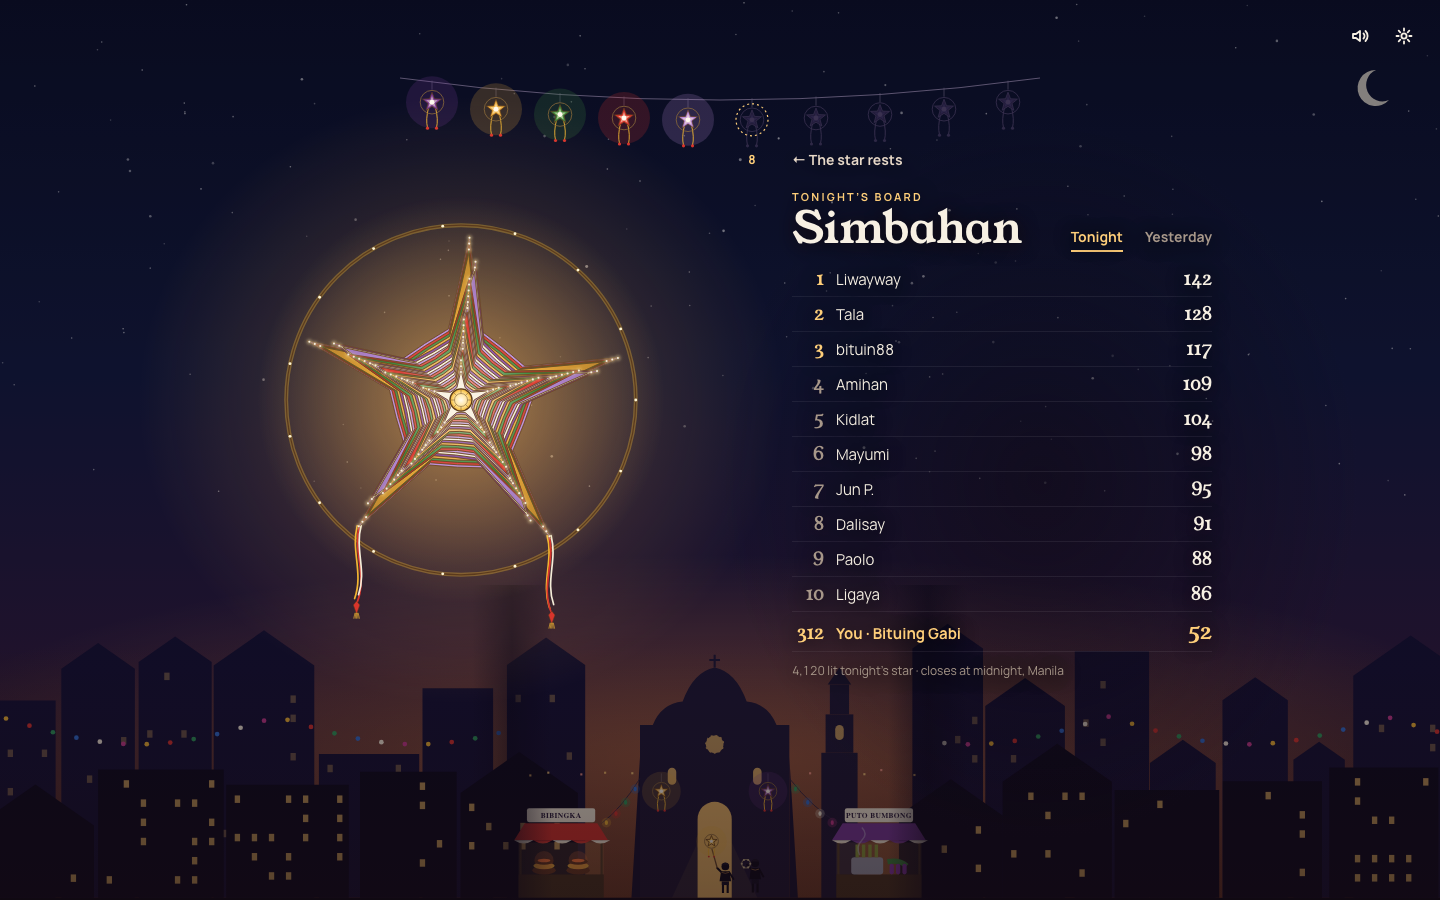 8
← The star rests
TONIGHT'S BOARD
Simbahan
Tonight Yesterday
1 Liwayway 142
2 Tala 128
3 bituin88 117
4 Amihan 109
5 Kidlat 104
6 Mayumi 98
7 Jun P. 95
8 Dalisay 91
9 Paolo 88
10 Ligaya 86
312 You · Bituing Gabi 52
4,120 lit tonight's star · closes at midnight, Manila
BIBINGKA
PUTO BUMBONG